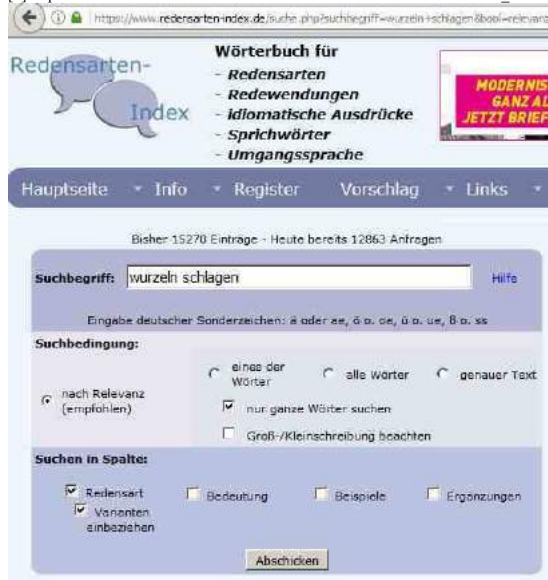 https://www.redensarten-index.de/suche.php?suchbegriff=wurzeln+schlagen&bool=relevanz
Redensarten-
Index
Wörterbuch für
- Redensarten
- Redewendungen
- idiomatische Ausdrücke
- Sprichwörter
- Umgangssprache
MODERNIS
GANZ AL
JETZT BRIEF
Hauptseite Info Register Vorschlag Links
Bisher 15270 Einträge - Heute bereits 12863 Anfragen
Suchbegriff: wurzeln schlagen Hilfe
Eingabe deutscher Sonderzeichen: ä oder ae, ö o. oe, ü o. ue, ß o. ss
Suchbedingung:
nach Relevanz (empfohlen)
eines der Wörter alle Wörter genauer Text
nur ganze Wörter suchen
Groß-/Kleinschreibung beachten
Suchen in Spalte:
Redensart Bedeutung Beispiele Ergänzungen
Varianten
einbeziehen
Abschicken